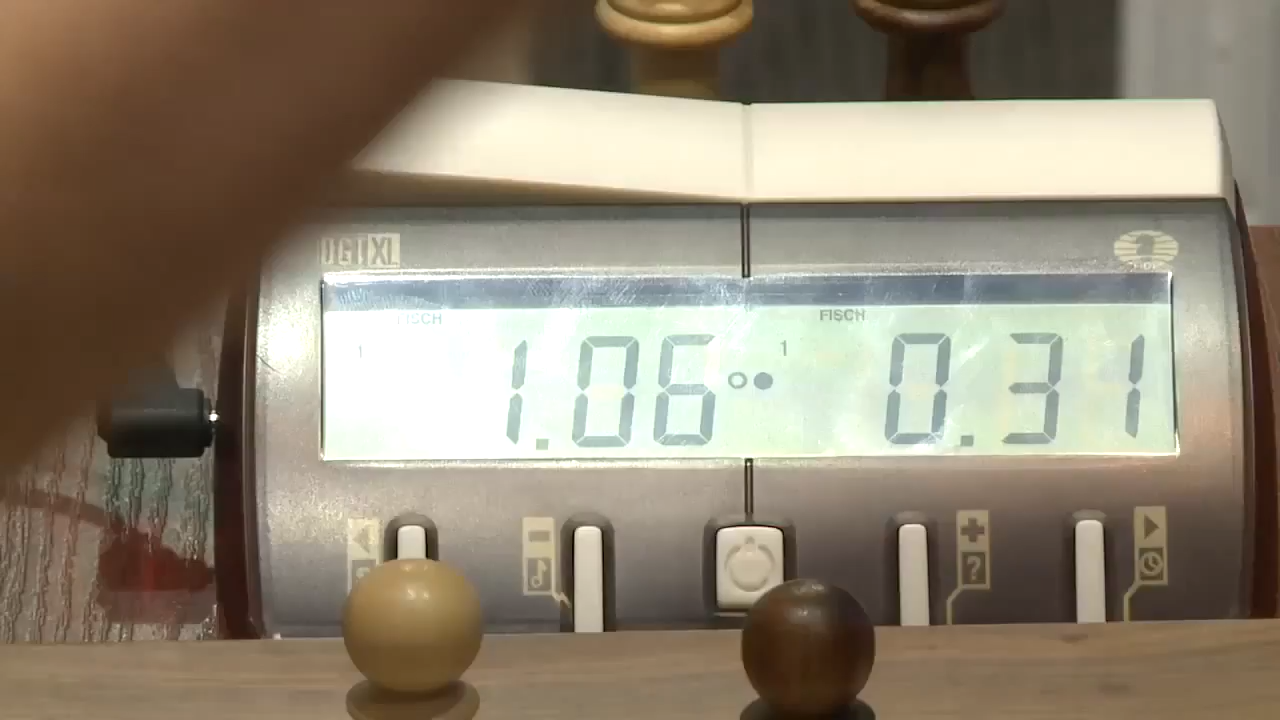 DGT XL
FISCH FISCH
1 1
1.06 0.31
?